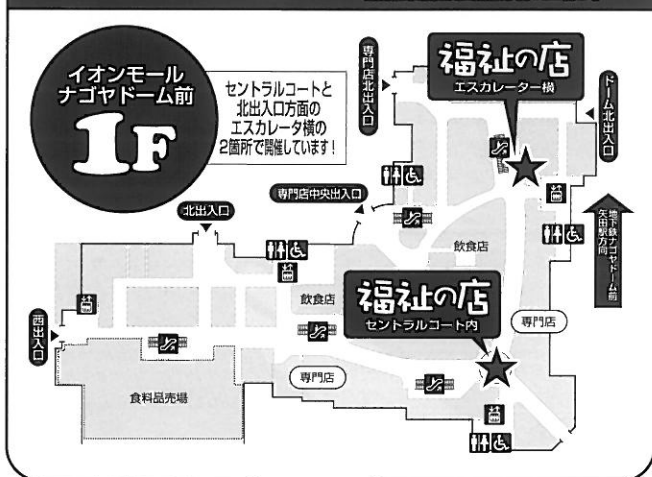 イオンモール
ナゴヤドーム前
1F
セントラルコートと
北出入口方面の
エスカレータ横の
2箇所で開催しています!
専門店北出入口
福祉の店
エスカレーター横
ドーム北出入口
専門店中央出入口
北出入口
地下鉄ナゴヤドーム前
矢田駅方向
飲食店
飲食店
福祉の店
セントラルコート内
専門店
西出入口
専門店
食料品売場